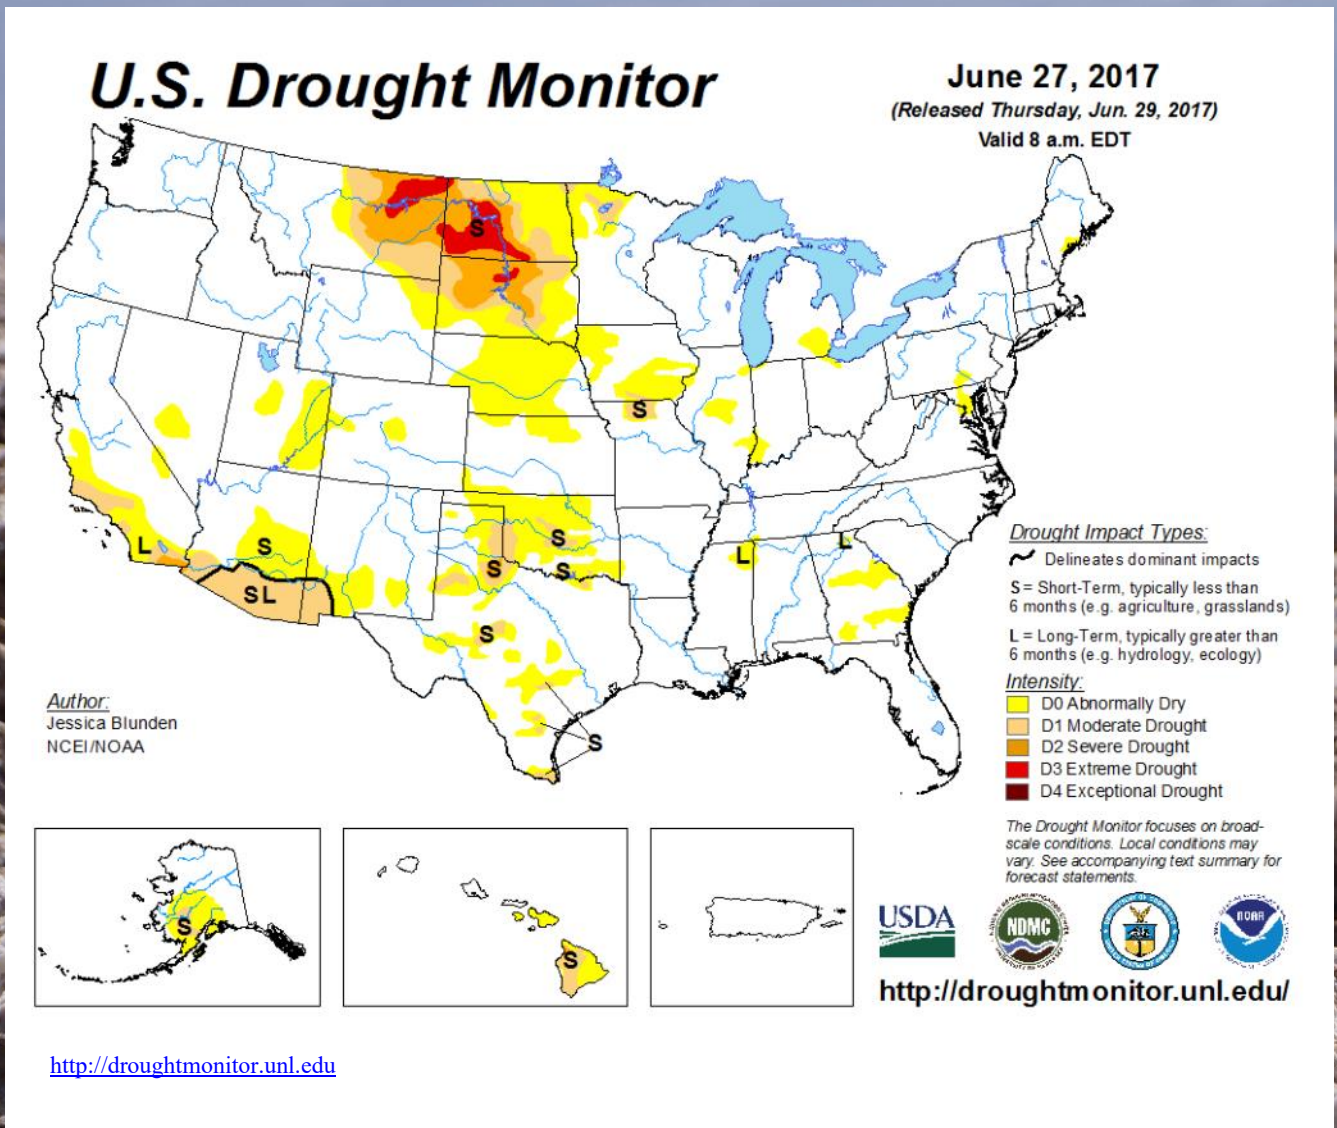 U.S. Drought Monitor
June 27, 2017
(Released Thursday, Jun. 29, 2017)
Valid 8 a.m. EDT
S
S
L
S
S L
S
S
S
S
L
L
S
Drought Impact Types:
Delineates dominant impacts
S = Short-Term, typically less than
6 months (e.g. agriculture, grasslands)
L = Long-Term, typically greater than
6 months (e.g. hydrology, ecology)
Intensity:
D0 Abnormally Dry
D1 Moderate Drought
D2 Severe Drought
D3 Extreme Drought
D4 Exceptional Drought
Author:
Jessica Blunden
NCEI/NOAA
S
S
The Drought Monitor focuses on broad-
scale conditions. Local conditions may
vary. See accompanying text summary for
forecast statements.
USDA
NDMC
NOAA
http://droughtmonitor.unl.edu/
http://droughtmonitor.unl.edu